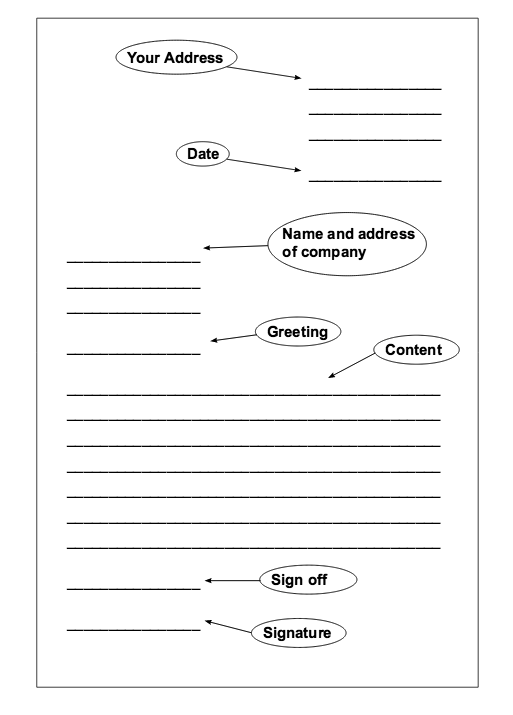 Your Address
Date
Name and address
of company
Greeting
Content
Sign off
Signature